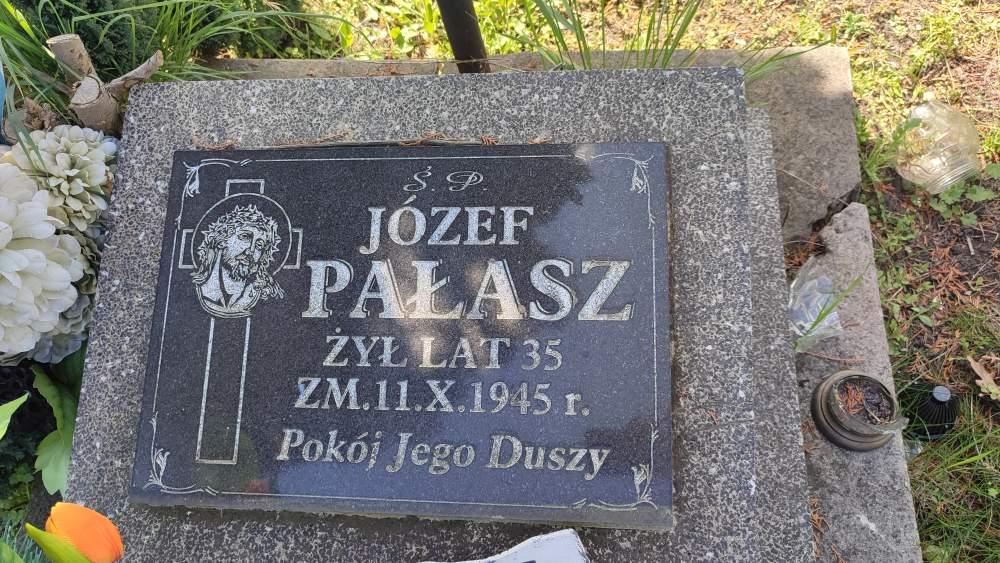 Ś.P.
JÓZEF
PAŁASZ
ŻYŁ LAT 35
ZM.11.X.1945 r.
Pokój Jego Duszy